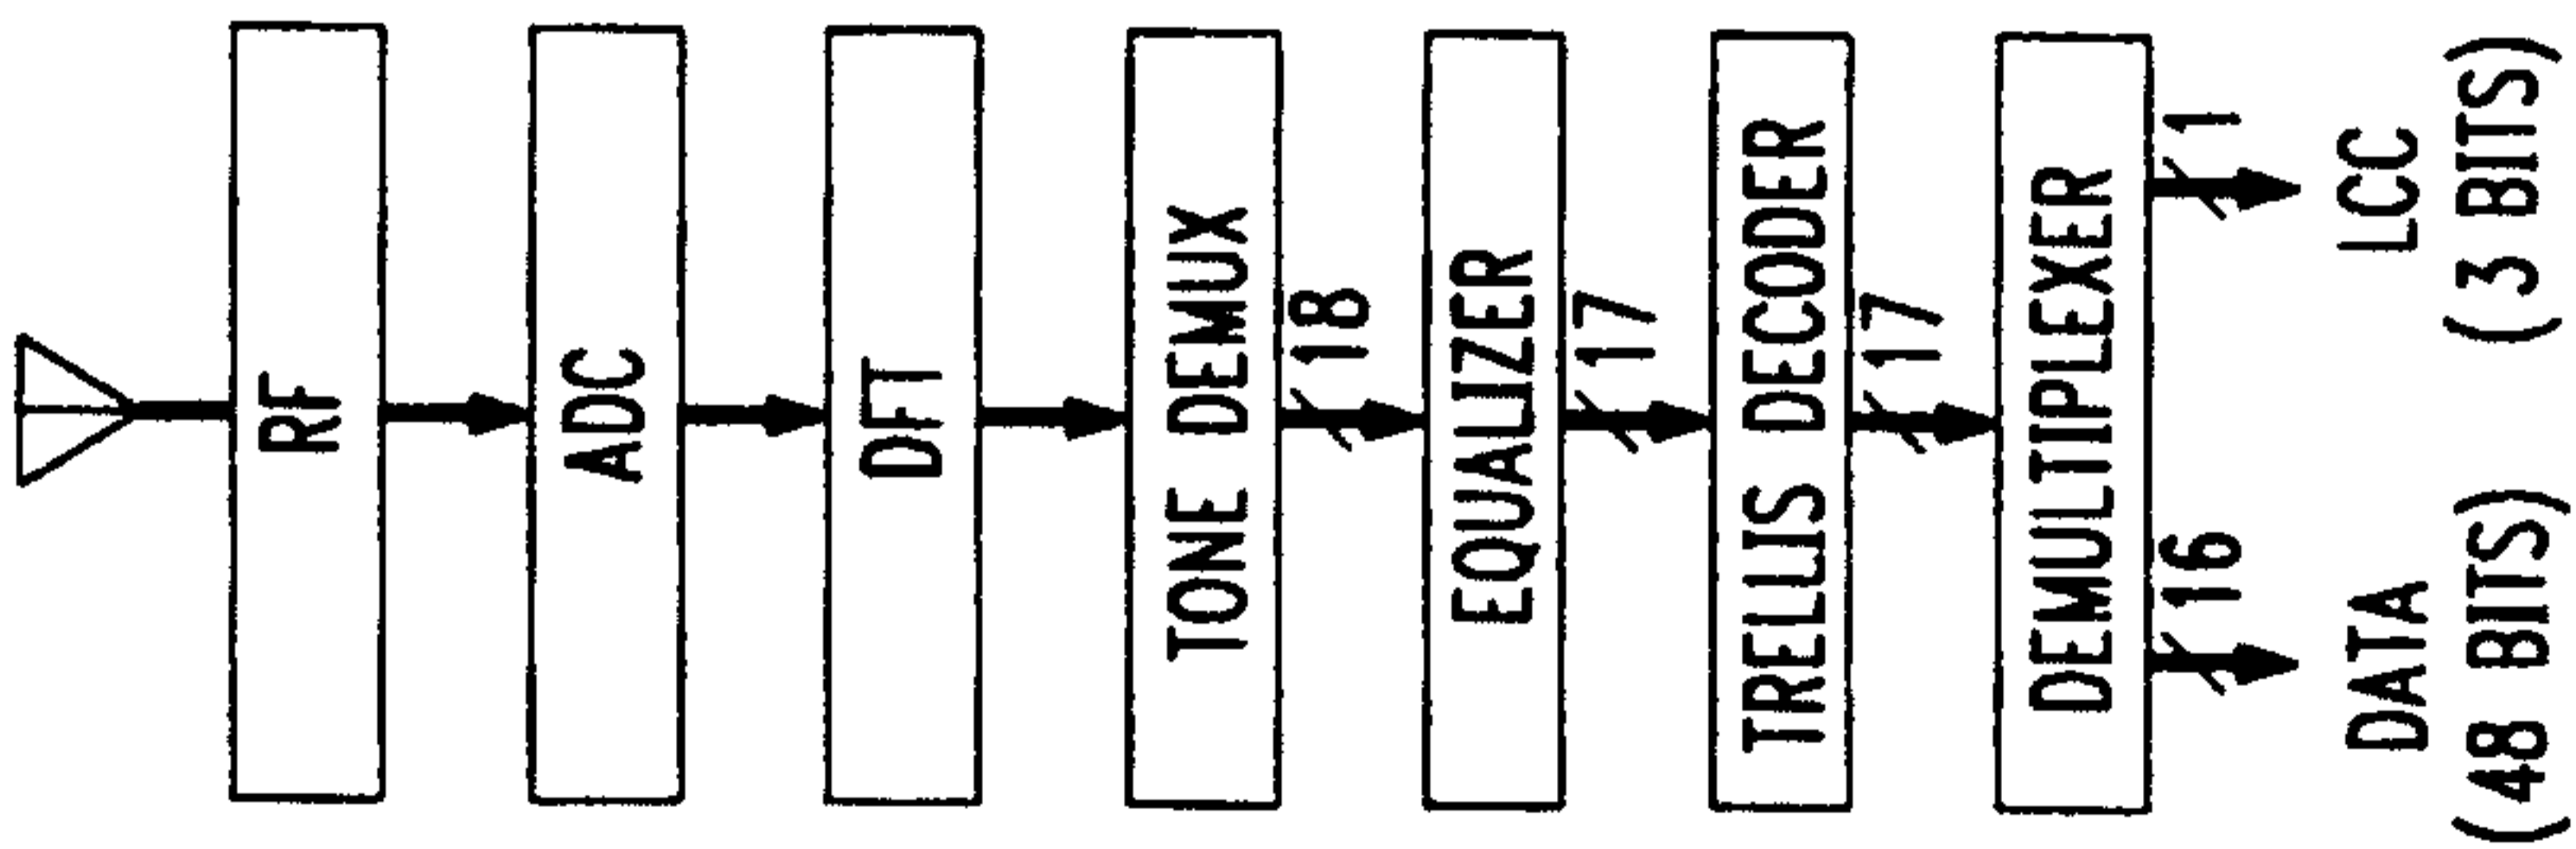 RF
ADC
DFT
TONE DEMUX
18
EQUALIZER
17
TRELLIS DECODER
17
DEMULTIPLEXER
16
1
DATA
(48 BITS)
LCC
(3 BITS)